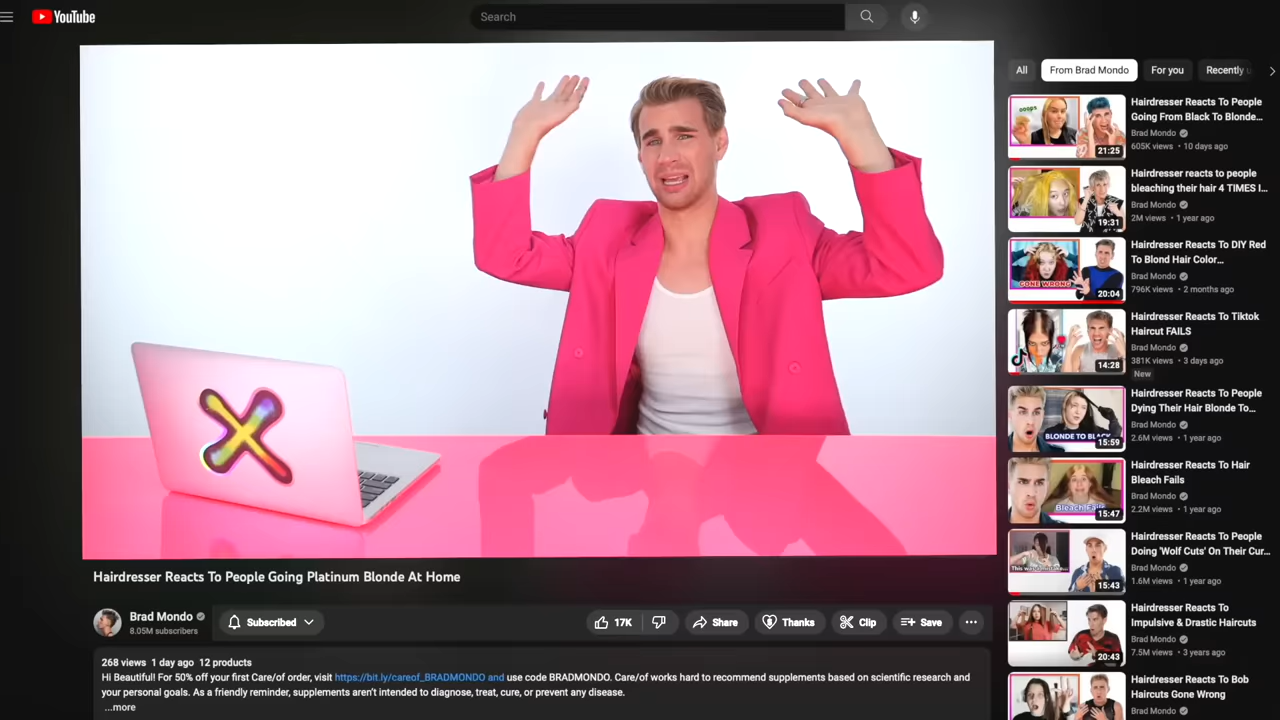 YouTube
Search
All
From Brad Mondo
For you
Recently u
Hairdresser Reacts To People
Going From Black To Blonde...
Brad Mondo
605K views • 10 days ago
21:25
Hairdresser reacts to people
bleaching their hair 4 TIMES I...
Brad Mondo
2M views • 1 year ago
19:31
Hairdresser Reacts To DIY Red
To Blond Hair Color...
Brad Mondo
796K views • 2 months ago
GONE WRONG
20:04
Hairdresser Reacts To Tiktok
Haircut FAILS
Brad Mondo
381K views • 3 days ago
New
14:28
Hairdresser Reacts To People
Dying Their Hair Blonde To...
Brad Mondo
2.6M views • 1 year ago
BLONDE TO BLACK
15:59
Hairdresser Reacts To Hair
Bleach Fails
Brad Mondo
2.2M views • 1 year ago
Bleach Fails
15:47
Hairdresser Reacts To People
Doing 'Wolf Cuts' On Their Cur...
Brad Mondo
1.6M views • 1 year ago
15:43
Hairdresser Reacts To
Impulsive & Drastic Haircuts
Brad Mondo
7.5M views • 3 years ago
20:43
Hairdresser Reacts To Bob
Haircuts Gone Wrong
Brad Mondo
Hairdresser Reacts To People Going Platinum Blonde At Home
Brad Mondo
8.05M subscribers
Subscribed
17K
Share
Thanks
Clip
Save
268 views 1 day ago 12 products
Hi Beautiful! For 50% off your first Care/of order, visit https://bit.ly/careof_BRADMONDO and use code BRADMONDO. Care/of works hard to recommend supplements based on scientific research and
your personal goals. As a friendly reminder, supplements aren't intended to diagnose, treat, cure, or prevent any disease.
...more